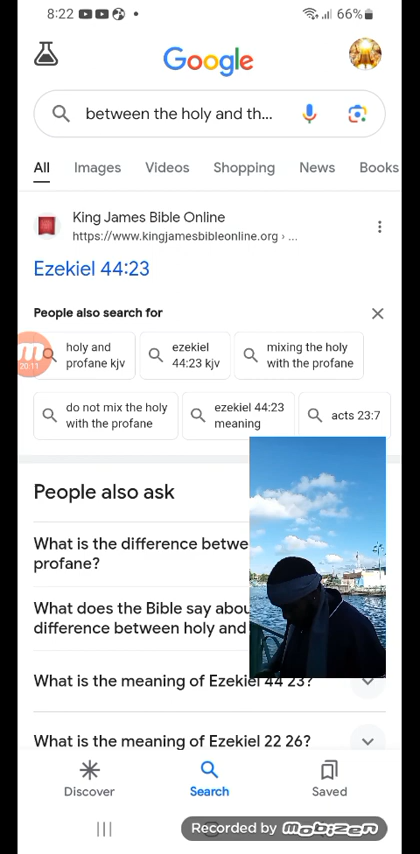 8:22
66%
Google
between the holy and th...
All Images Videos Shopping News Books
King James Bible Online
https://www.kingjamesbibleonline.org › ...
Ezekiel 44:23
People also search for
holy and
profane kjv
ezekiel
44:23 kjv
mixing the holy
with the profane
20:11
do not mix the holy
with the profane
ezekiel 44:23
meaning
acts 23:7
People also ask
What is the difference betwe
profane?
What does the Bible say abou
difference between holy and
What is the meaning of Ezekiel 44 23?
What is the meaning of Ezekiel 22 26?
Discover Search Saved
Recorded by mobizen